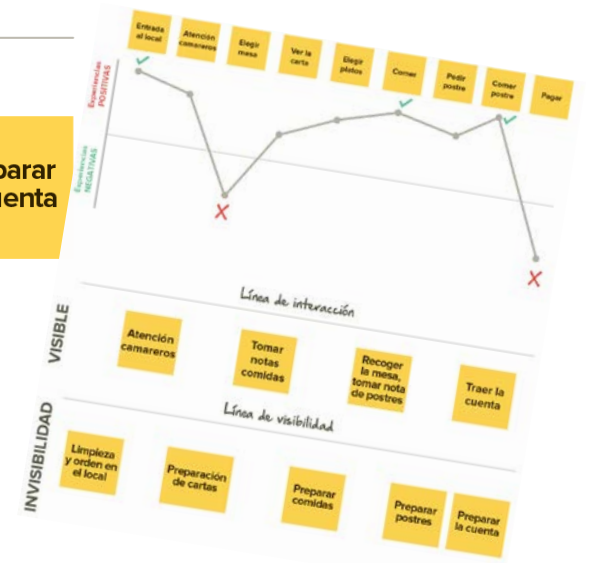 Entrada
al local
Atención
camareros
Elegir
mesa
Ver la
carta
Elegir
platos
Comer
Pedir
postre
Comer
postre
Pagar
Experiencias
POSITIVAS
Experiencias
NEGATIVAS
parar
uenta
Línea de interacción
VISIBLE
Atención
camareros
Tomar
notas
comidas
Recoger
la mesa,
tomar nota
de postres
Traer la
cuenta
Línea de visibilidad
INVISIBILIDAD
Limpieza
y orden en
el local
Preparación
de cartas
Preparar
comidas
Preparar
postres
Preparar
la cuenta